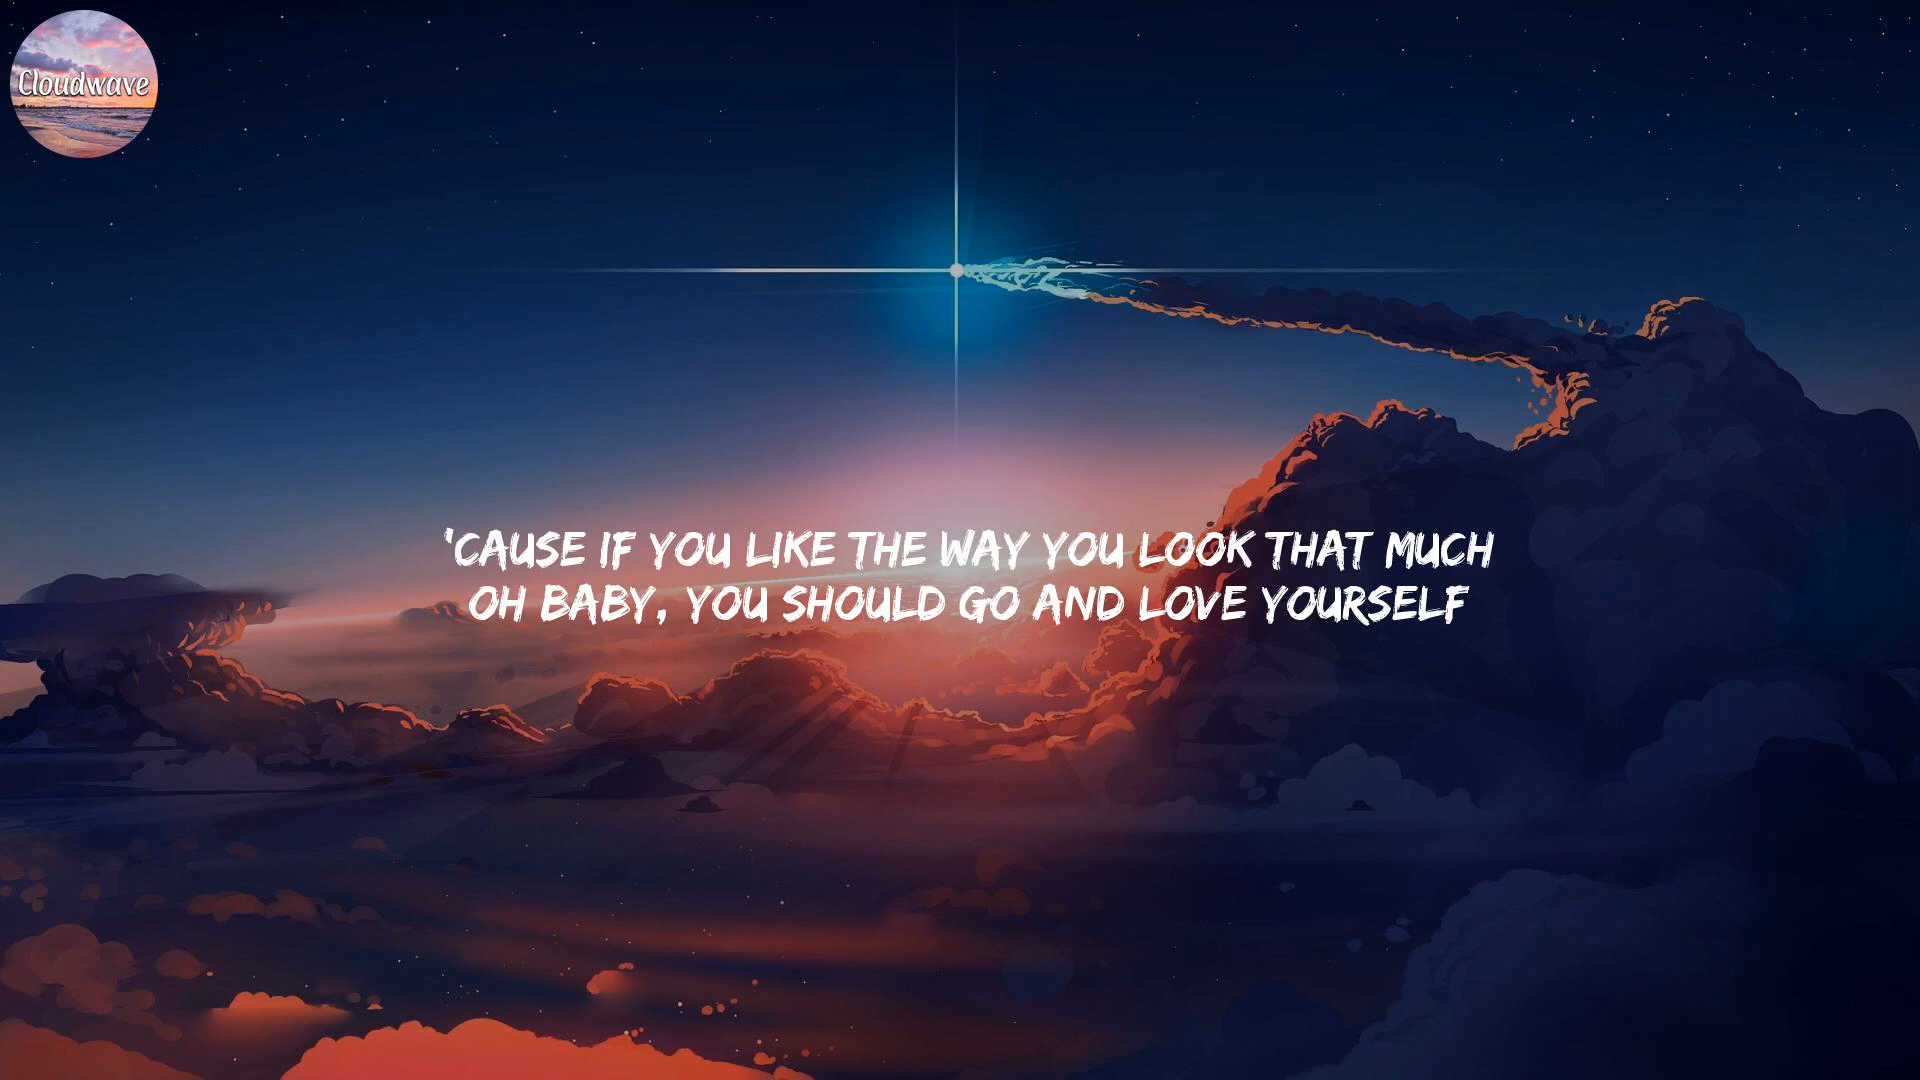 Cloudwave
'CAUSE IF YOU LIKE THE WAY YOU LOOK THAT MUCH
OH BABY, YOU SHOULD GO AND LOVE YOURSELF